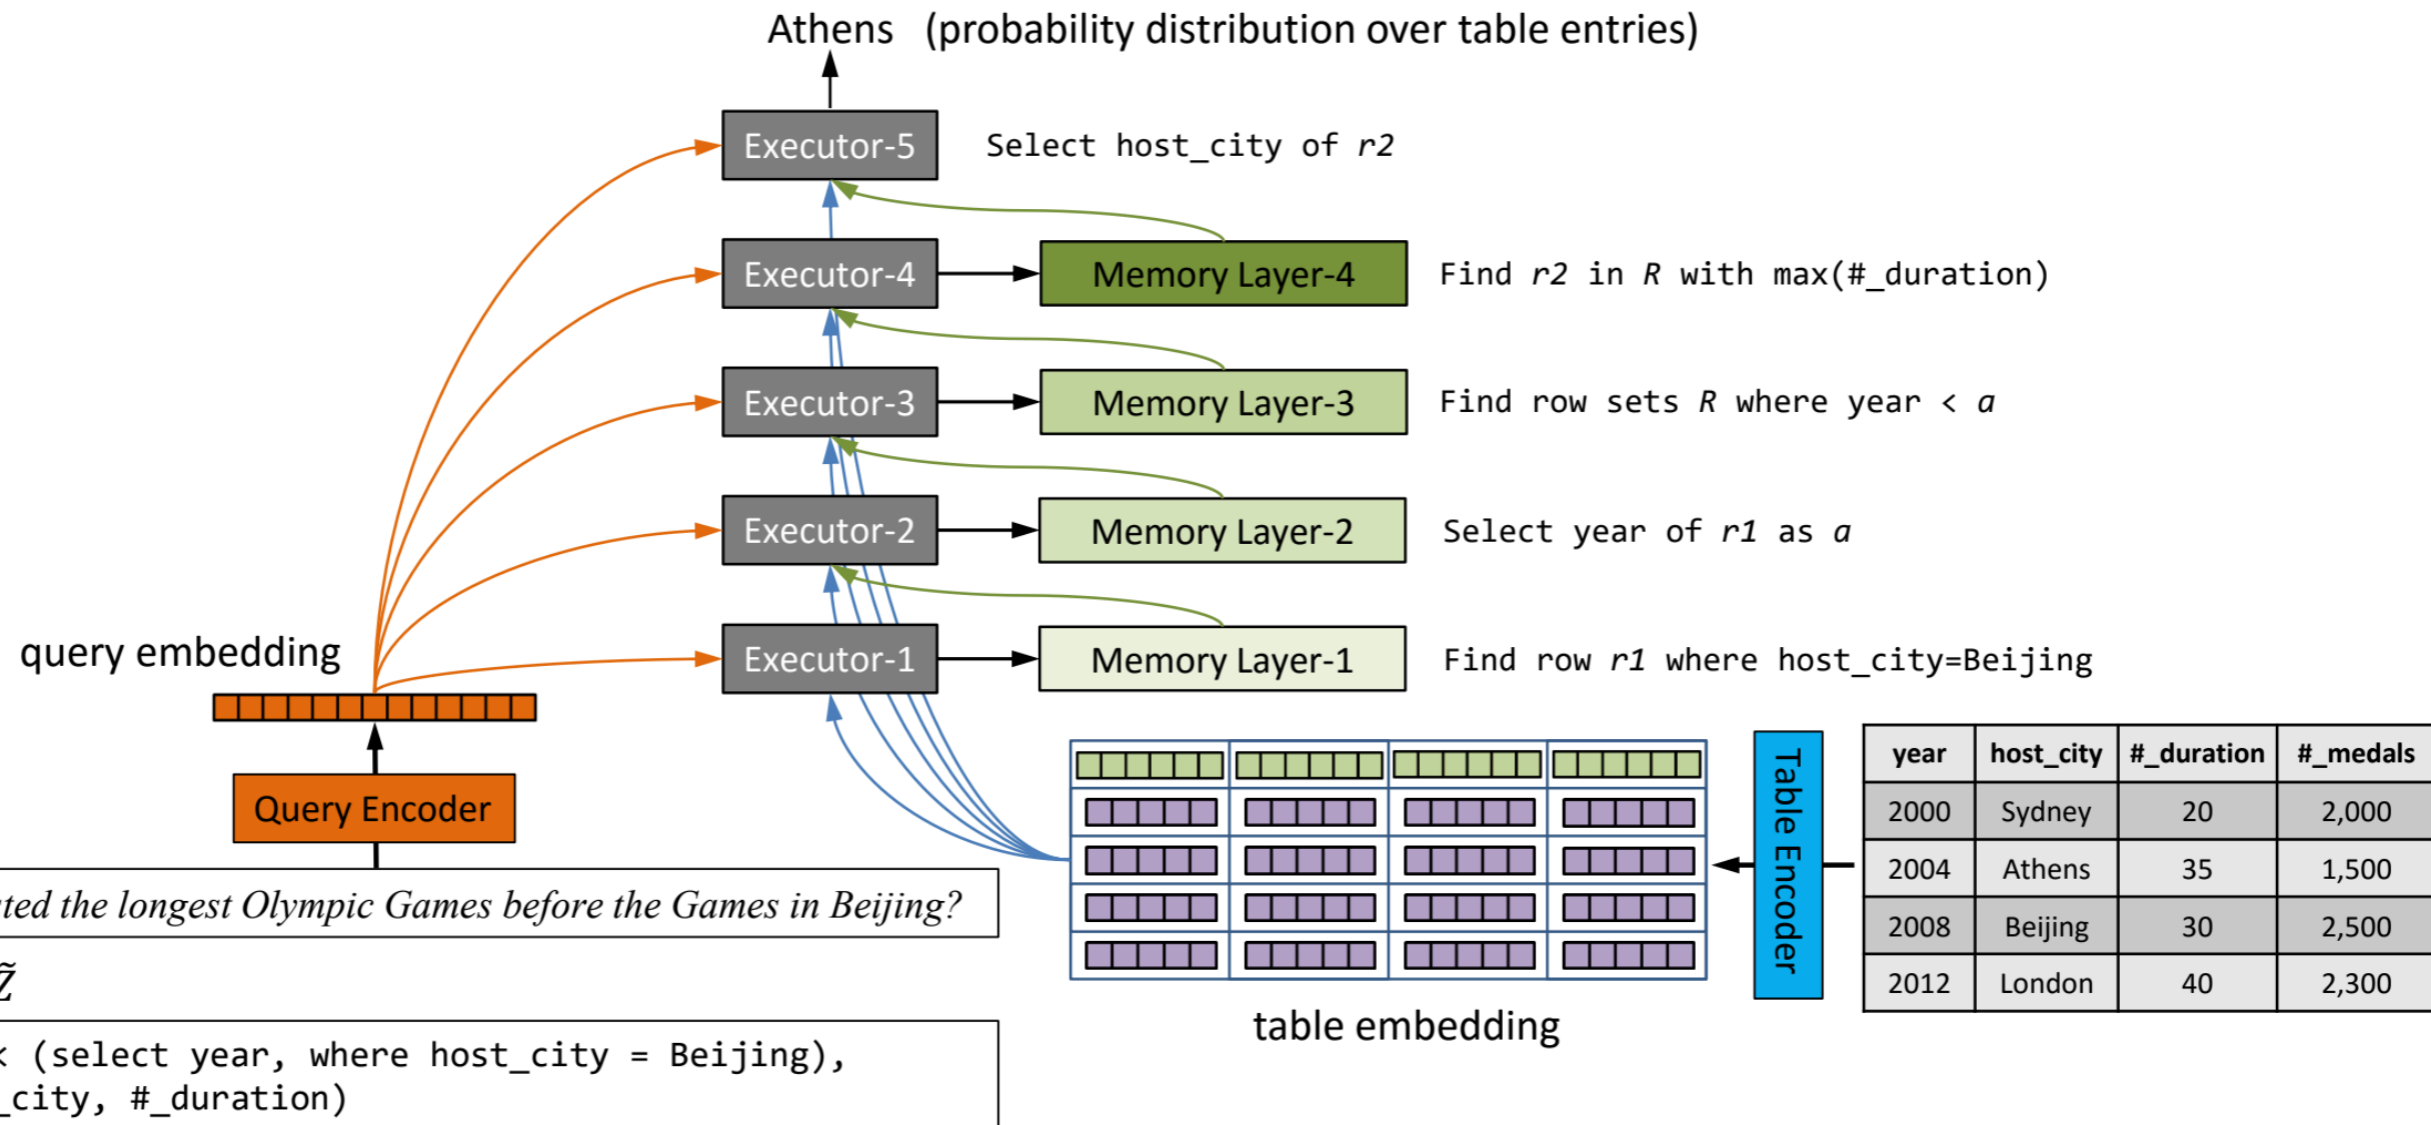 Athens (probability distribution over table entries)
Executor-5
Select host_city of r2
Executor-4
Memory Layer-4
Find r2 in R with max(#_duration)
Executor-3
Memory Layer-3
Find row sets R where year < a
Executor-2
Memory Layer-2
Select year of r1 as a
query embedding
Executor-1
Memory Layer-1
Find row r1 where host_city=Beijing
Query Encoder
the longest Olympic Games before the Games in Beijing?
< (select year, where host_city = Beijing),
_city, #_duration)
table embedding
Table Encoder
year host_city #_duration #_medals
2000 Sydney 20 2,000
2004 Athens 35 1,500
2008 Beijing 30 2,500
2012 London 40 2,300